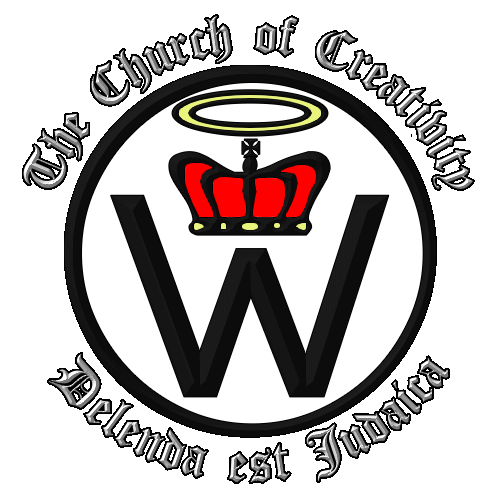 The Church of Creativity
W
Delenda est Judaica